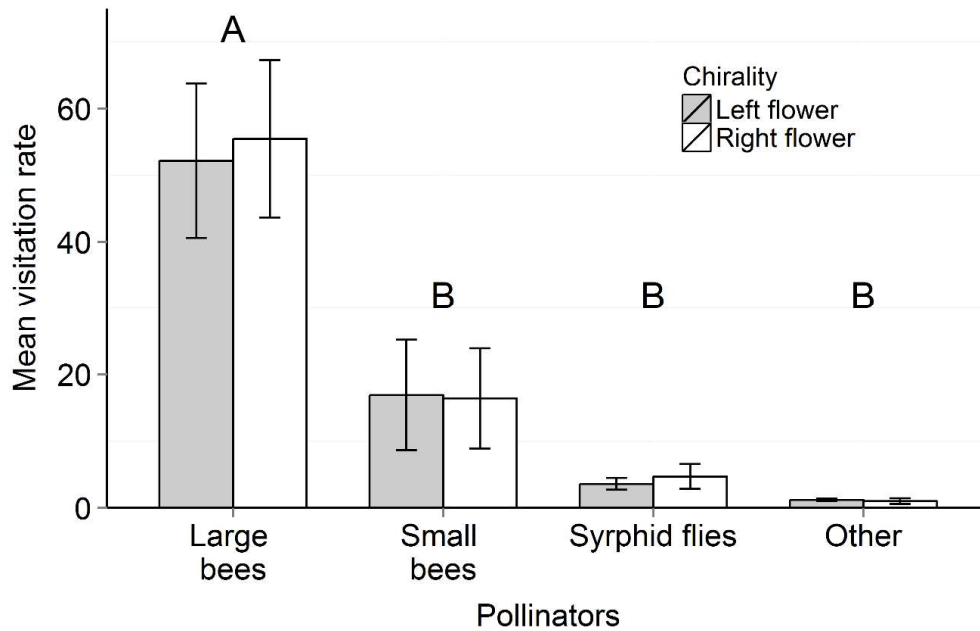 A
Chirality
Left flower
Right flower
60
40
20
0
Mean visitation rate
B
B
B
Large
bees
Small
bees
Syrphid flies
Other
Pollinators